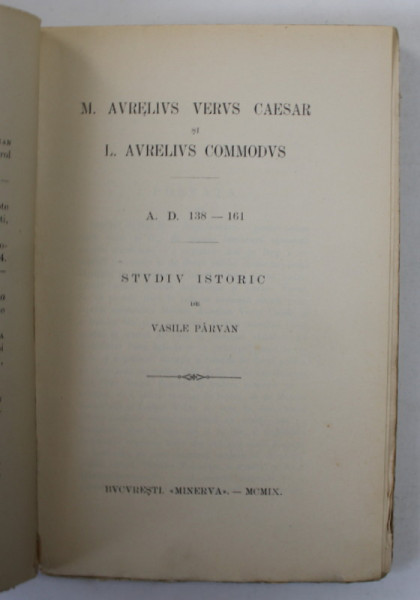 M. AVRELIVS VERVS CAESAR
și
L. AVRELIVS COMMODVS
A. D. 138 — 161
STVDIV ISTORIC
DE
VASILE PÂRVAN
BVCVREȘTI. «MINERVA». — MCMIX.